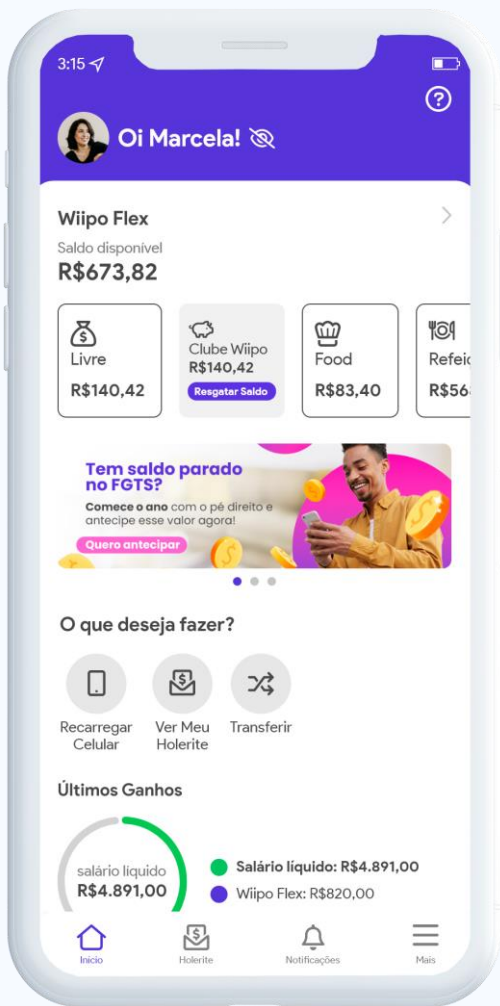 3:15
Oi Marcela!
Wiipo Flex
Saldo disponível
R$673,82
Livre
R$140,42
Clube Wiipo
R$140,42
Resgatar Saldo
Food
R$83,40
Refeic
R$56
Tem saldo parado
no FGTS?
Comece o ano com o pé direito e
antecipe esse valor agora!
Quero antecipar
O que deseja fazer?
Recarregar
Celular
Ver Meu
Holerite
Transferir
Últimos Ganhos
salário líquido
R$4.891,00
Salário líquido: R$4.891,00
Wiipo Flex: R$820,00
Início
Holerite
Notificações
Mais